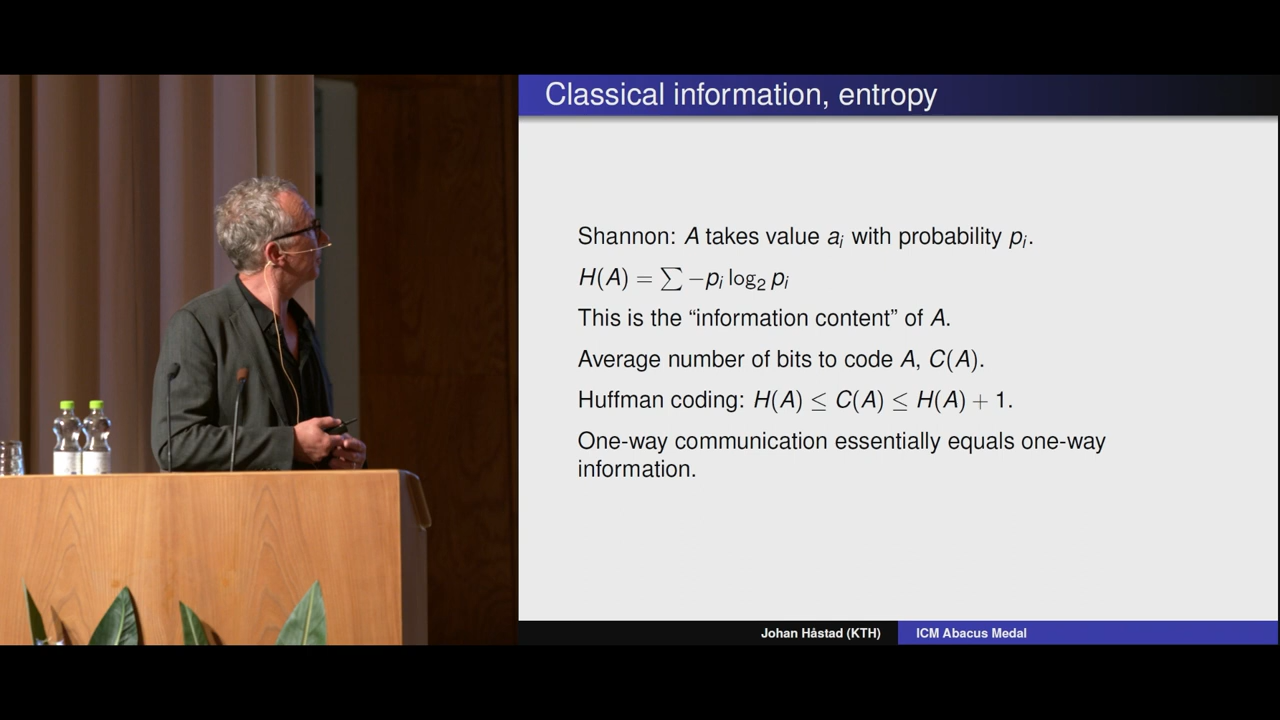 Classical information, entropy
Shannon: A takes value aᵢ with probability pᵢ.
H(A) = ∑ −pᵢ log₂ pᵢ
This is the “information content” of A.
Average number of bits to code A, C(A).
Huffman coding: H(A) ≤ C(A) ≤ H(A) + 1.
One-way communication essentially equals one-way
information.
Johan Håstad (KTH)
ICM Abacus Medal